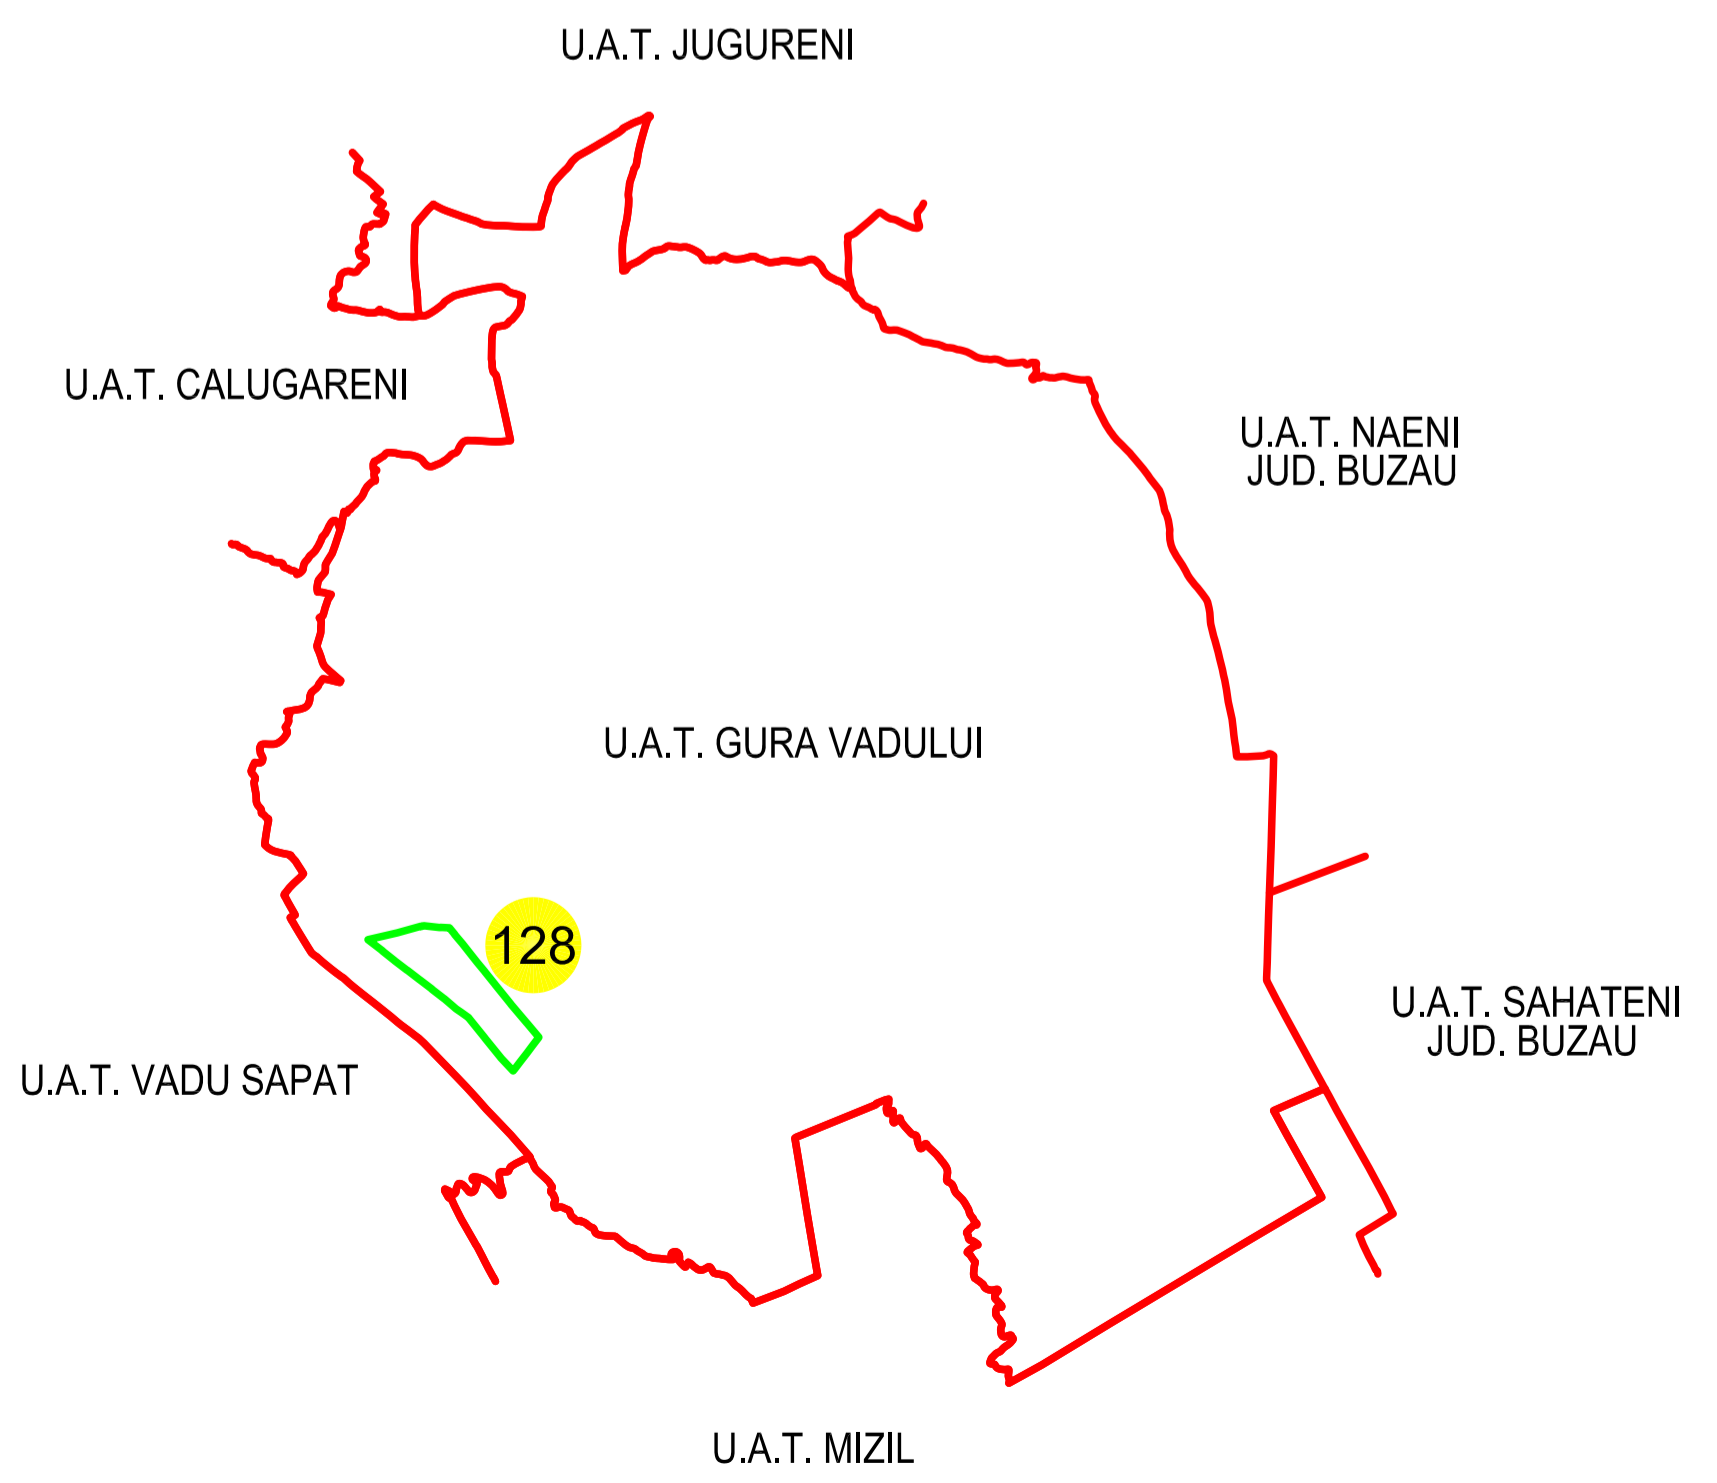 U.A.T. JUGURENI
U.A.T. CALUGARENI
U.A.T. NAENI
JUD. BUZAU
U.A.T. GURA VADULUI
128
U.A.T. SAHATENI
JUD. BUZAU
U.A.T. VADU SAPAT
U.A.T. MIZIL